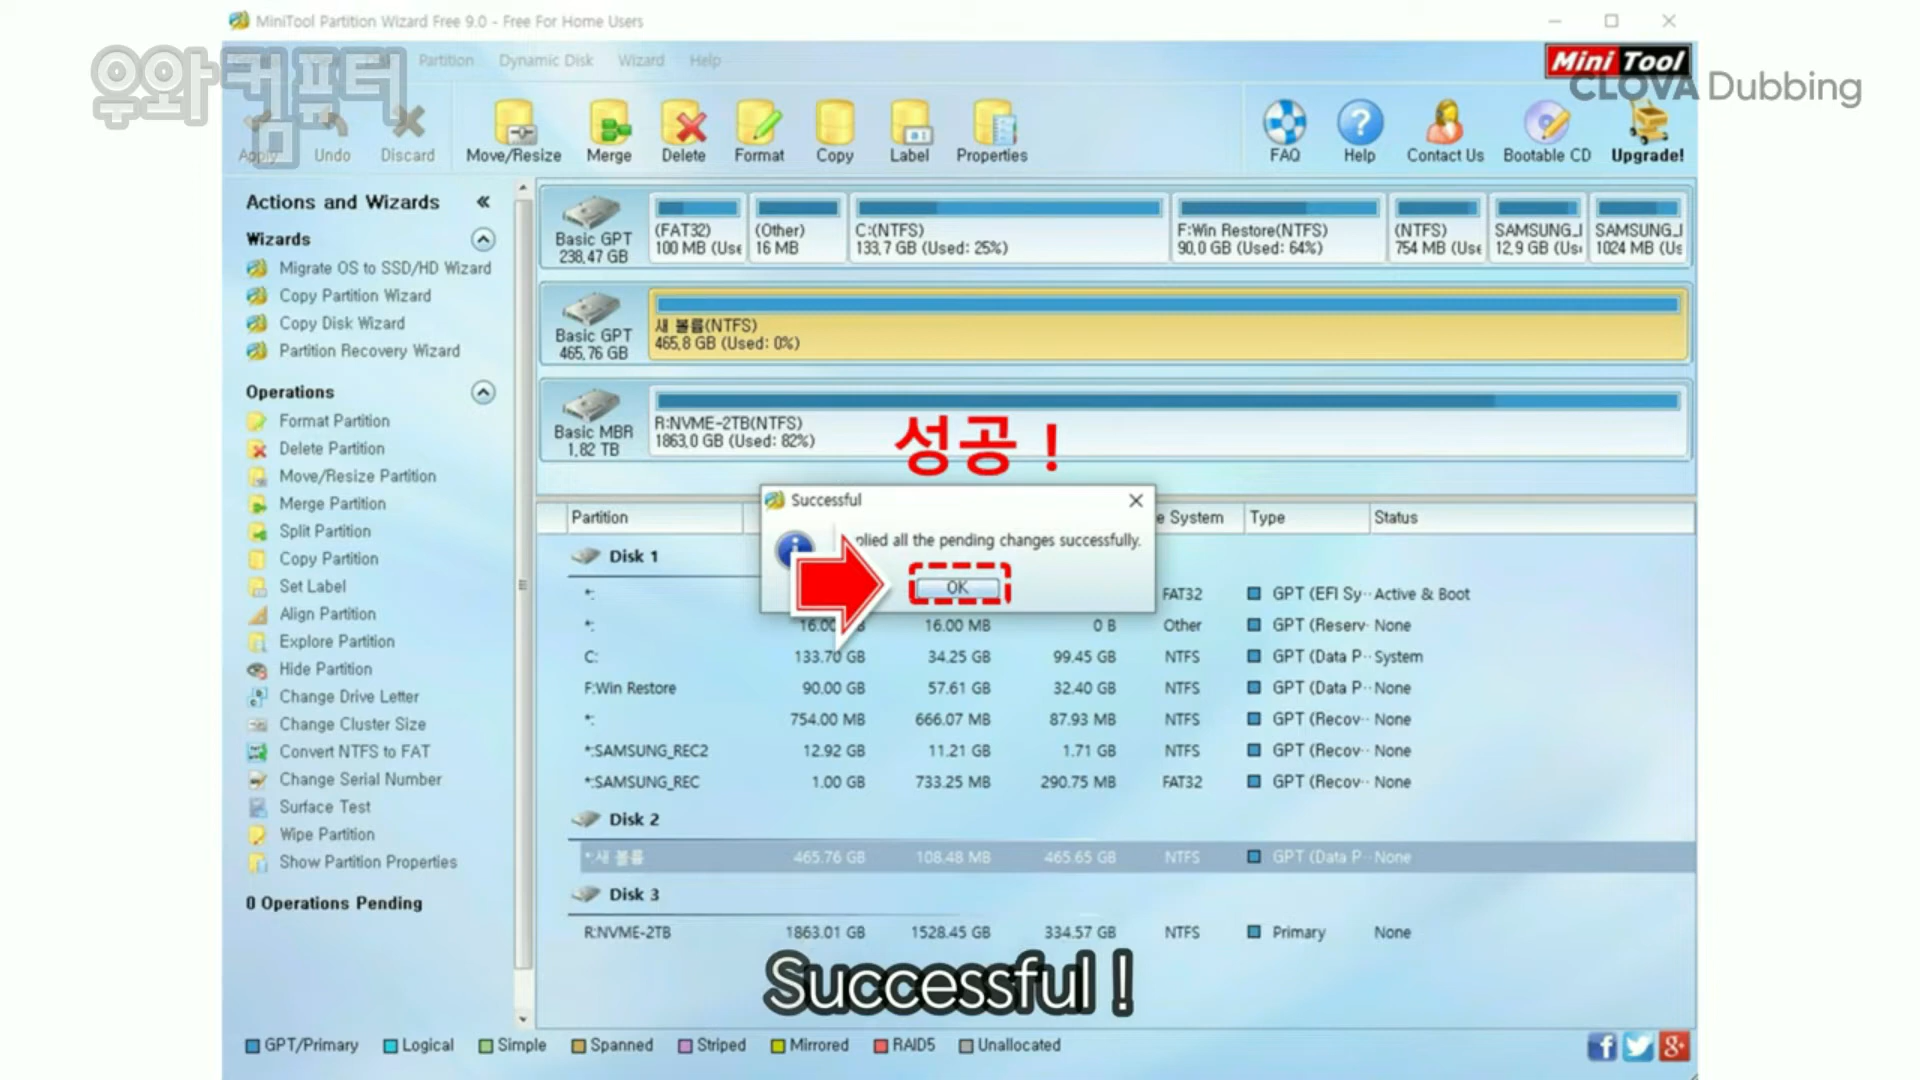 MiniTool Partition Wizard Free 9.0 - Free For Home Users
우와컴퓨터
Partition Dynamic Disk Wizard Help
Mini Tool
CLOVA Dubbing
Apply Undo Discard Move/Resize Merge Delete Format Copy Label Properties FAQ Help Contact Us Bootable CD Upgrade!
Actions and Wizards
Wizards
Migrate OS to SSD/HD Wizard
Copy Partition Wizard
Copy Disk Wizard
Partition Recovery Wizard
Operations
Format Partition
Delete Partition
Move/Resize Partition
Merge Partition
Split Partition
Copy Partition
Set Label
Align Partition
Explore Partition
Hide Partition
Change Drive Letter
Change Cluster Size
Convert NTFS to FAT
Change Serial Number
Surface Test
Wipe Partition
Show Partition Properties
0 Operations Pending
Basic GPT
238.47 GB
(FAT32)
100 MB (Use
(Other)
16 MB
C:(NTFS)
133.7 GB (Used: 25%)
F:Win Restore(NTFS)
90.0 GB (Used: 64%)
(NTFS)
754 MB (Use
SAMSUNG_
12.9 GB (Us
SAMSUNG_
1024 MB (Us
Basic GPT
465.76 GB
새 볼륨(NTFS)
465.8 GB (Used: 0%)
Basic MBR
1.82 TB
R:NVME-2TB(NTFS)
1863.0 GB (Used: 82%)
성공 !
Successful
plied all the pending changes successfully.
OK
Partition e System Type Status
Disk 1
*: FAT32 GPT (EFI Sy·· Active & Boot
*: 16.00 16.00 MB 0 B Other GPT (Reserv· None
C: 133.70 GB 34.25 GB 99.45 GB NTFS GPT (Data P·· System
F:Win Restore 90.00 GB 57.61 GB 32.40 GB NTFS GPT (Data P·· None
*: 754.00 MB 666.07 MB 87.93 MB NTFS GPT (Recov·· None
*:SAMSUNG_REC2 12.92 GB 11.21 GB 1.71 GB NTFS GPT (Recov·· None
*:SAMSUNG_REC 1.00 GB 733.25 MB 290.75 MB FAT32 GPT (Recov·· None
Disk 2
*:새 볼륨 465.76 GB 108.48 MB 465.65 GB NTFS GPT (Data P·· None
Disk 3
R:NVME-2TB 1863.01 GB 1528.45 GB 334.57 GB NTFS Primary None
Successful !
GPT/Primary Logical Simple Spanned Striped Mirrored RAID5 Unallocated